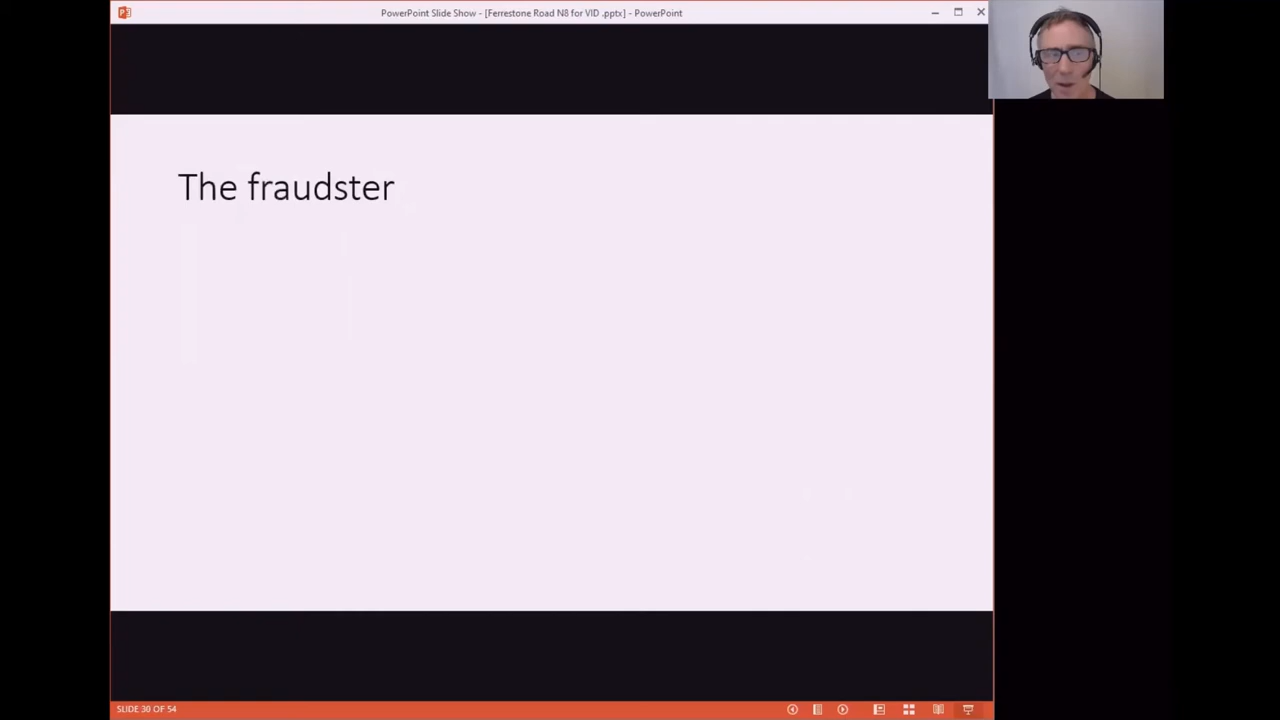 PowerPoint Slide Show - [Ferrestone Road N8 for VID .pptx] - PowerPoint
The fraudster
SLIDE 30 OF 54